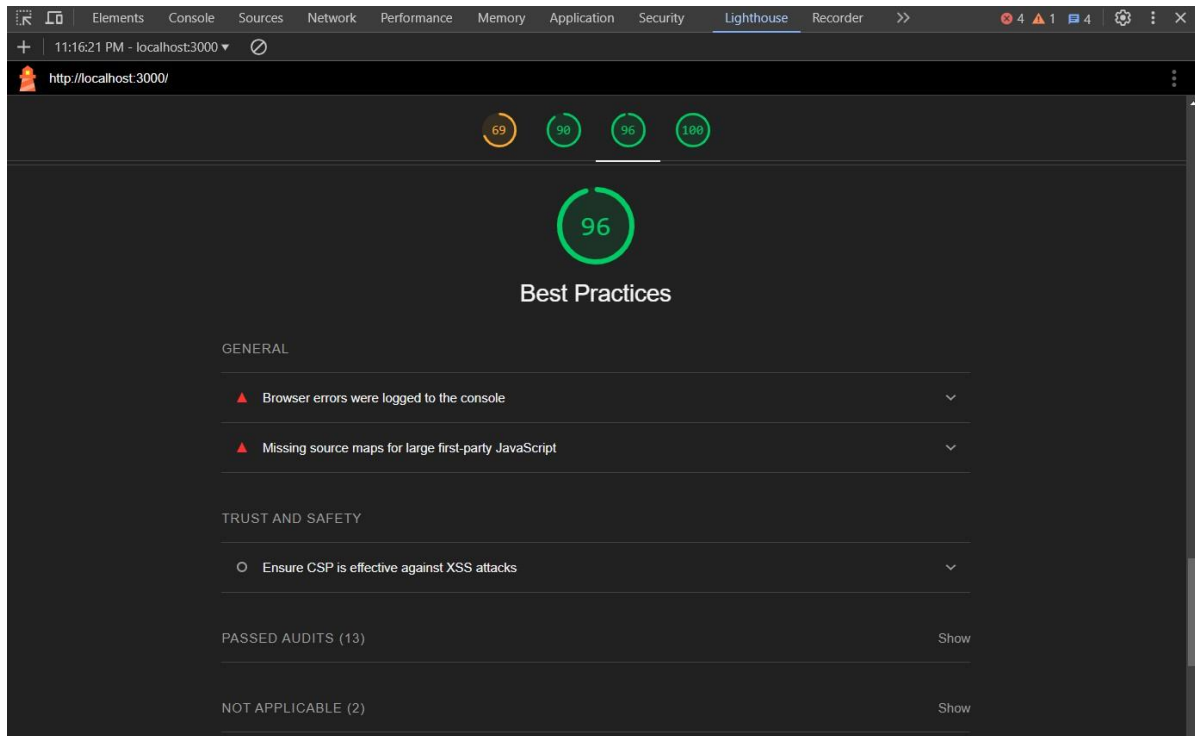 Elements Console Sources Network Performance Memory Application Security Lighthouse Recorder >> 4 1 4
+ 11:16:21 PM - localhost:3000 ▾
http://localhost:3000/
69 90 96 100
96
Best Practices
GENERAL
Browser errors were logged to the console
Missing source maps for large first-party JavaScript
TRUST AND SAFETY
Ensure CSP is effective against XSS attacks
PASSED AUDITS (13) Show
NOT APPLICABLE (2) Show